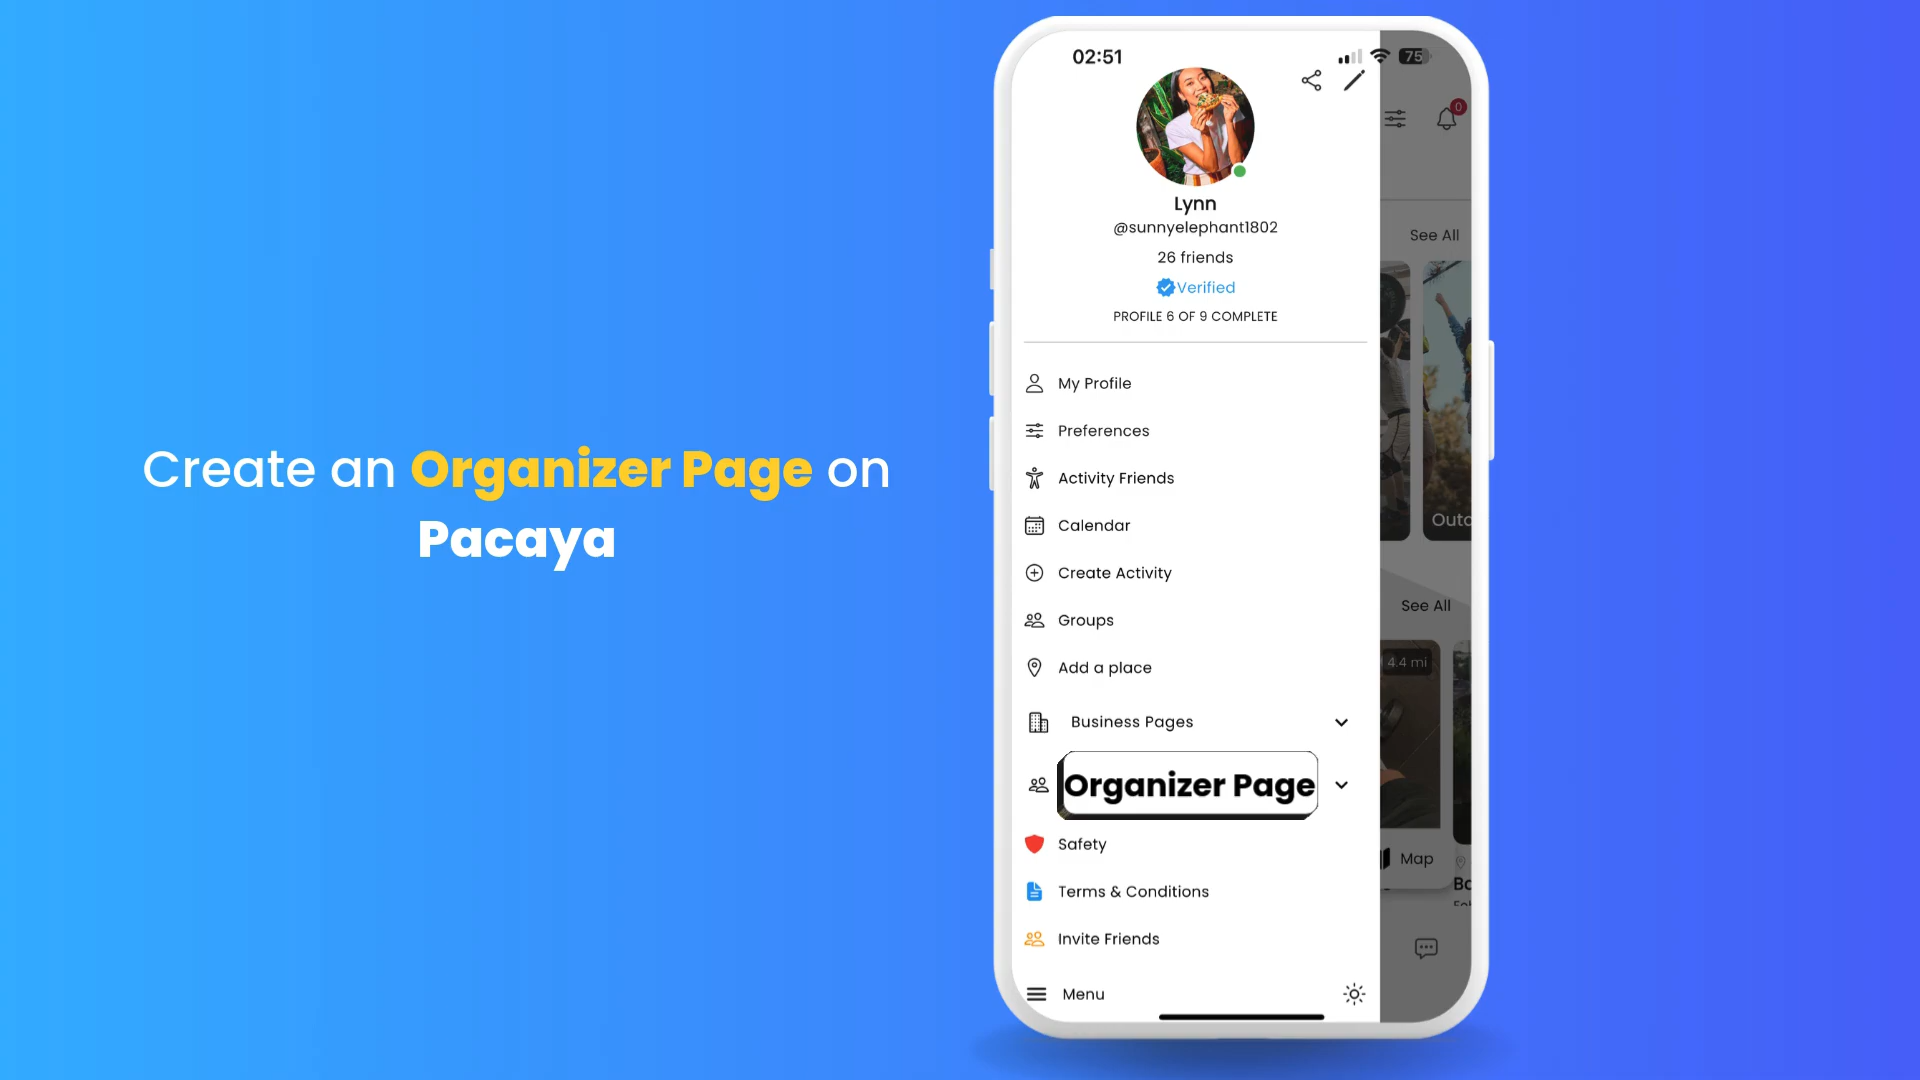 Create an Organizer Page on
Pacaya
02:51
75
0
Lynn
@sunnyelephant1802
26 friends
Verified
PROFILE 6 OF 9 COMPLETE
See All
My Profile
Preferences
Activity Friends
Calendar
Outd
Create Activity
See All
Groups
Add a place
4.4 mi
Business Pages
Organizer Page
Safety
Map
Terms & Conditions
Invite Friends
Menu